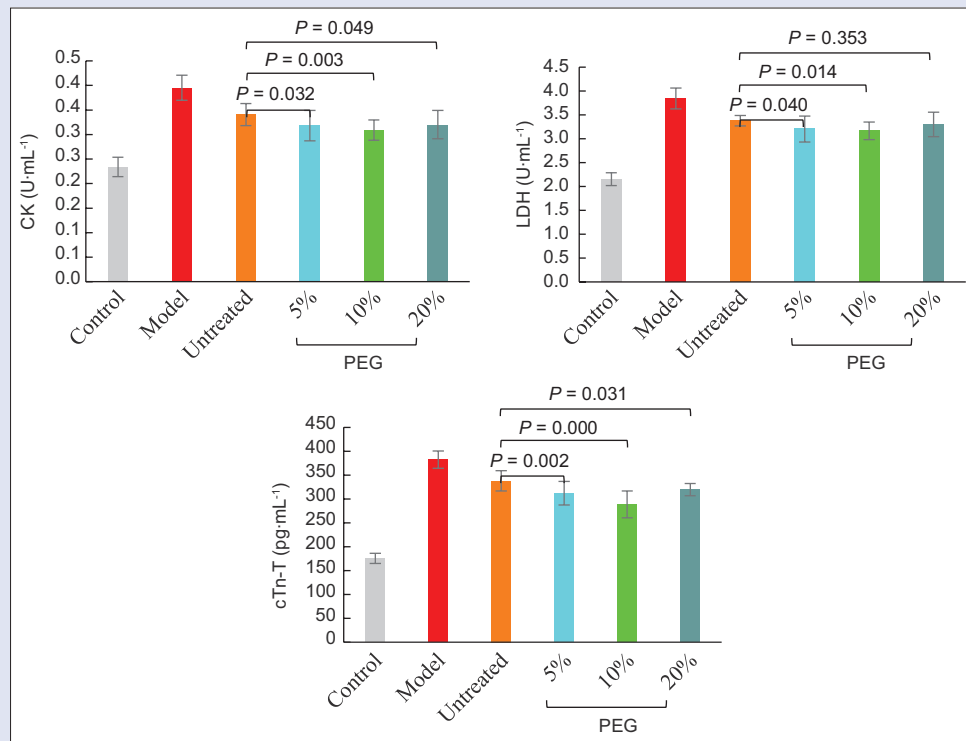 P = 0.049
P = 0.003
P = 0.032
CK (U·mL-1)
0.5
0.4
0.4
0.3
0.3
0.2
0.2
0.1
0.1
0.0
Control
Model
Untreated
5%
10%
20%
PEG
P = 0.353
P = 0.014
P = 0.040
LDH (U·mL-1)
4.5
4.0
3.5
3.0
2.5
2.0
1.5
1.0
0.5
0.0
Control
Model
Untreated
5%
10%
20%
PEG
P = 0.031
P = 0.000
P = 0.002
cTn-T (pg·mL-1)
450
400
350
300
250
200
150
100
50
0
Control
Model
Untreated
5%
10%
20%
PEG